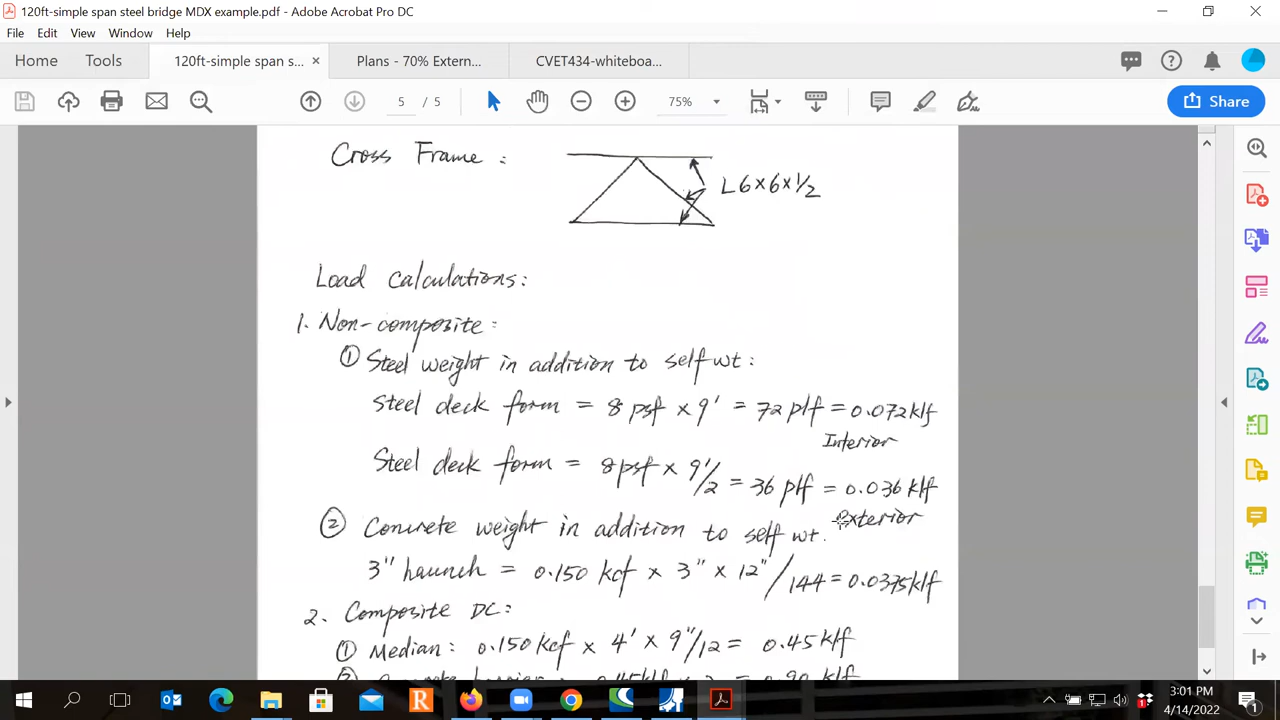 120ft-simple span steel bridge MDX example.pdf - Adobe Acrobat Pro DC
File Edit View Window Help
Home Tools 120ft-simple span s... × Plans - 70% Extern... CVET434-whiteboa...
5 / 5 75% Share
Cross Frame :
L6×6×1/2
Load Calculations:
1. Non-composite:
① Steel weight in addition to self wt:
Steel deck form = 8 psf × 9' = 72 plf = 0.072 klf
Interior
Steel deck form = 8 psf × 9'/2 = 36 plf = 0.036 klf
Exterior
② Concrete weight in addition to self wt.
3" haunch = 0.150 kcf × 3" × 12" / 144 = 0.0375 klf
2. Composite DC:
① Median: 0.150 kcf × 4' × 9"/12 = 0.45 klf
3:01 PM
4/14/2022